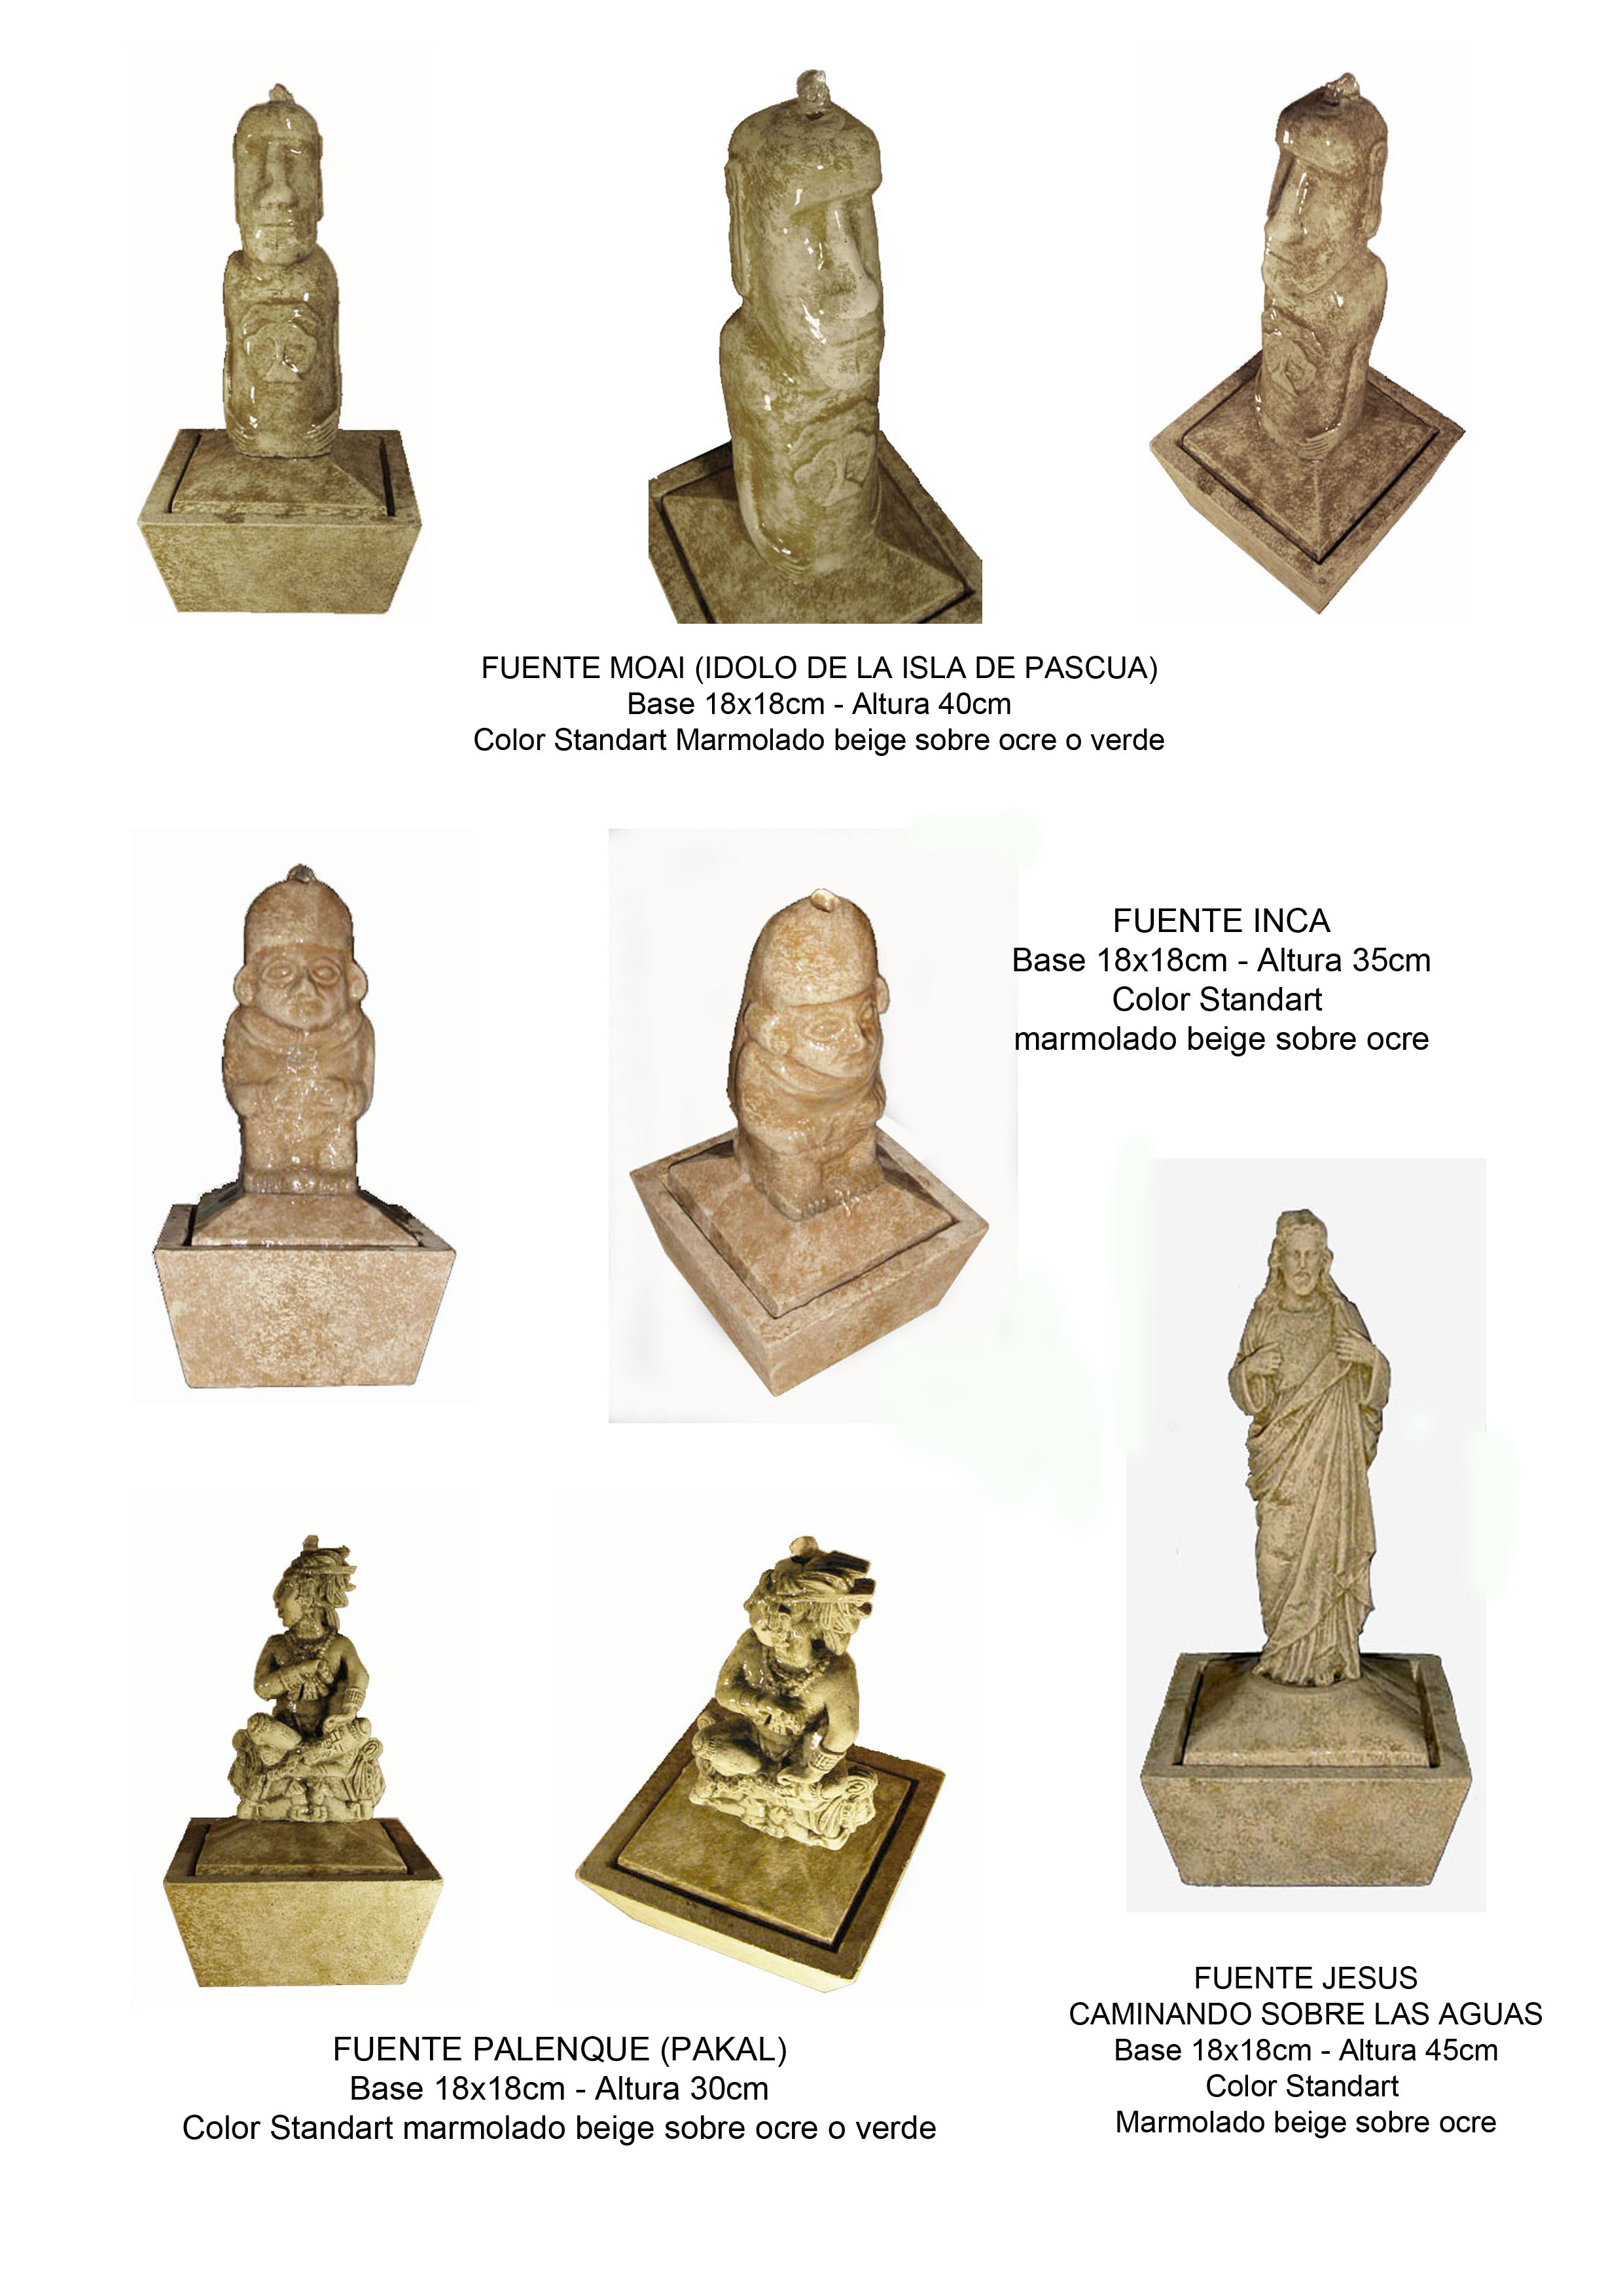 FUENTE MOAI (IDOLO DE LA ISLA DE PASCUA)
Base 18x18cm - Altura 40cm
Color Standart Marmolado beige sobre ocre o verde
FUENTE INCA
Base 18x18cm - Altura 35cm
Color Standart
marmolado beige sobre ocre
FUENTE PALENQUE (PAKAL)
Base 18x18cm - Altura 30cm
Color Standart marmolado beige sobre ocre o verde
FUENTE JESUS
CAMINANDO SOBRE LAS AGUAS
Base 18x18cm - Altura 45cm
Color Standart
Marmolado beige sobre ocre